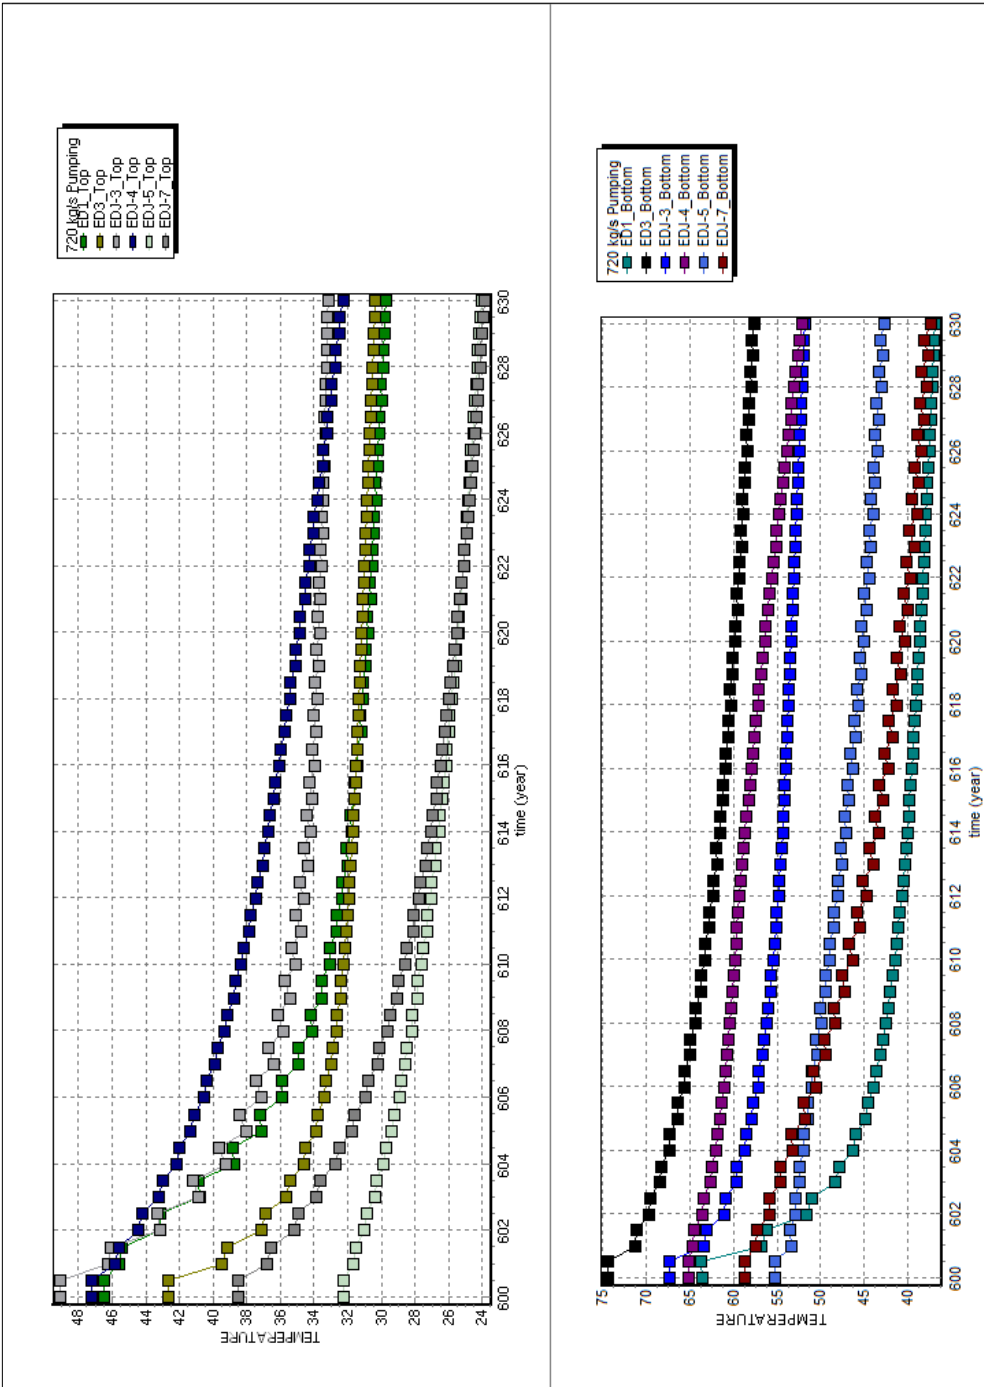 720 kg/s Pumping
ED1_Top
ED3_Top
EDJ-3_Top
EDJ-4_Top
EDJ-5_Top
EDJ-7_Top
TEMPERATURE
48
46
44
42
40
38
36
34
32
30
28
26
24
600
602
604
606
608
610
612
614
616
618
620
622
624
626
628
630
time (year)
720 kg/s Pumping
ED1_Bottom
ED3_Bottom
EDJ-3_Bottom
EDJ-4_Bottom
EDJ-5_Bottom
EDJ-7_Bottom
TEMPERATURE
75
70
65
60
55
50
45
40
600
602
604
606
608
610
612
614
616
618
620
622
624
626
628
630
time (year)